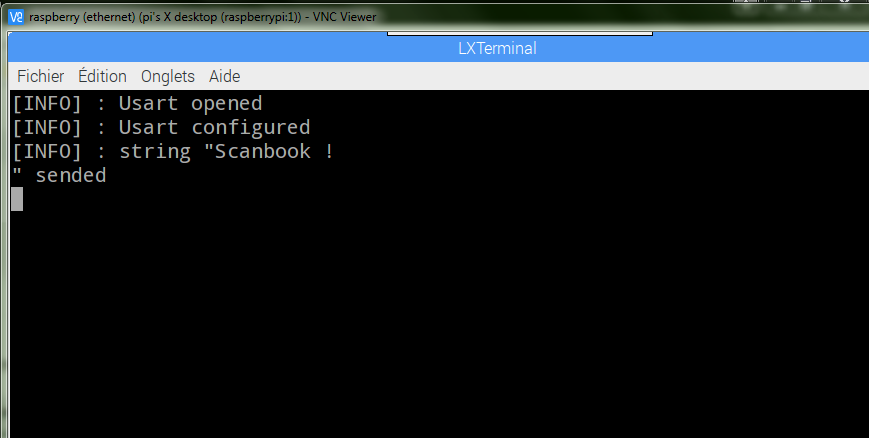 raspberry (ethernet) (pi's X desktop (raspberrypi:1)) - VNC Viewer
LXTerminal
Fichier Édition Onglets Aide
[INFO] : Usart opened
[INFO] : Usart configured
[INFO] : string "Scanbook !
" sended